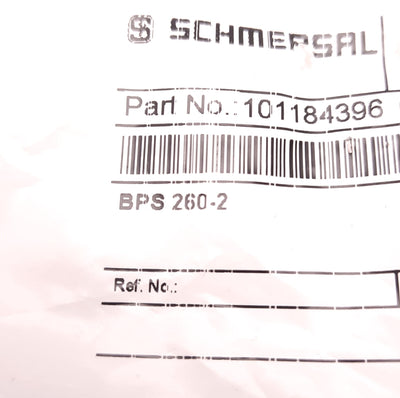 SCHMERSAL
Part No.: 101184396
BPS 260-2
Ref. No.: